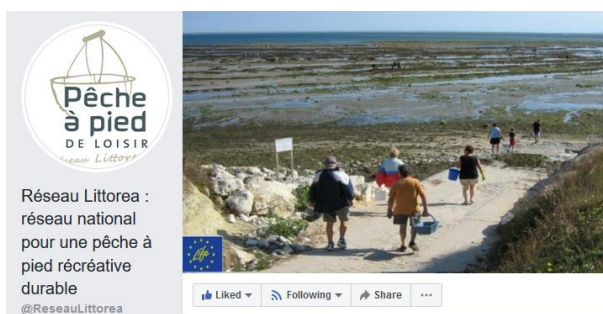 Pêche
à pied
DE LOISIR
Réseau Littorea
Réseau Littorea :
réseau national
pour une pêche à
pied récréative
durable
@ReseauLittorea
Life
Liked
Following
Share